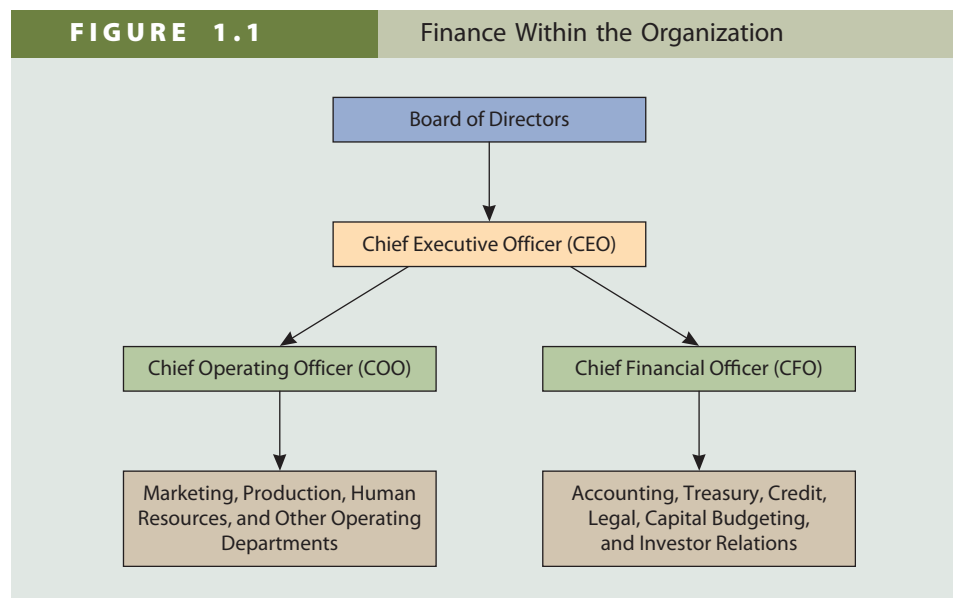 FIGURE 1.1
Finance Within the Organization
Board of Directors
Chief Executive Officer (CEO)
Chief Operating Officer (COO)
Chief Financial Officer (CFO)
Marketing, Production, Human
Resources, and Other Operating
Departments
Accounting, Treasury, Credit,
Legal, Capital Budgeting,
and Investor Relations